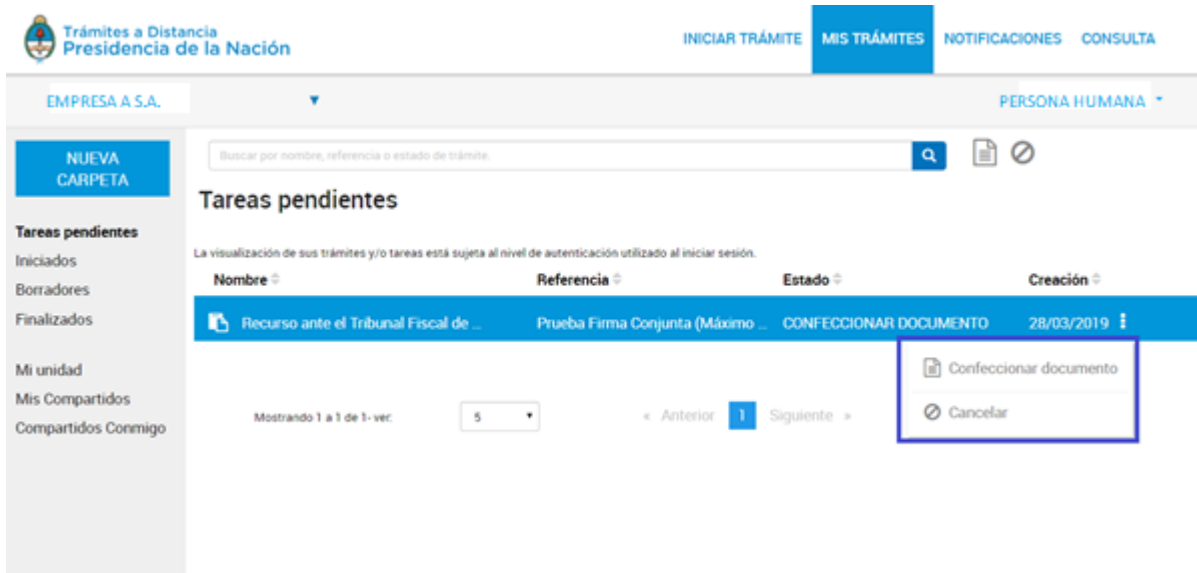 Trámites a Distancia
Presidencia de la Nación
INICIAR TRÁMITE MIS TRÁMITES NOTIFICACIONES CONSULTA
EMPRESA A S.A.
PERSONA HUMANA
NUEVA
CARPETA
Buscar por nombre, referencia o estado de trámite.
Tareas pendientes
Tareas pendientes
Iniciados
Borradores
Finalizados
Mi unidad
Mis Compartidos
Compartidos Conmigo
La visualización de sus trámites y/o tareas está sujeta al nivel de autenticación utilizado al iniciar sesión.
Nombre Referencia Estado Creación
Recurso ante el Tribunal Fiscal de ... Prueba Firma Conjunta (Máximo ... CONFECCIONAR DOCUMENTO 28/03/2019
Confeccionar documento
Cancelar
Mostrando 1 a 1 de 1- ver: 5 « Anterior 1 Siguiente »